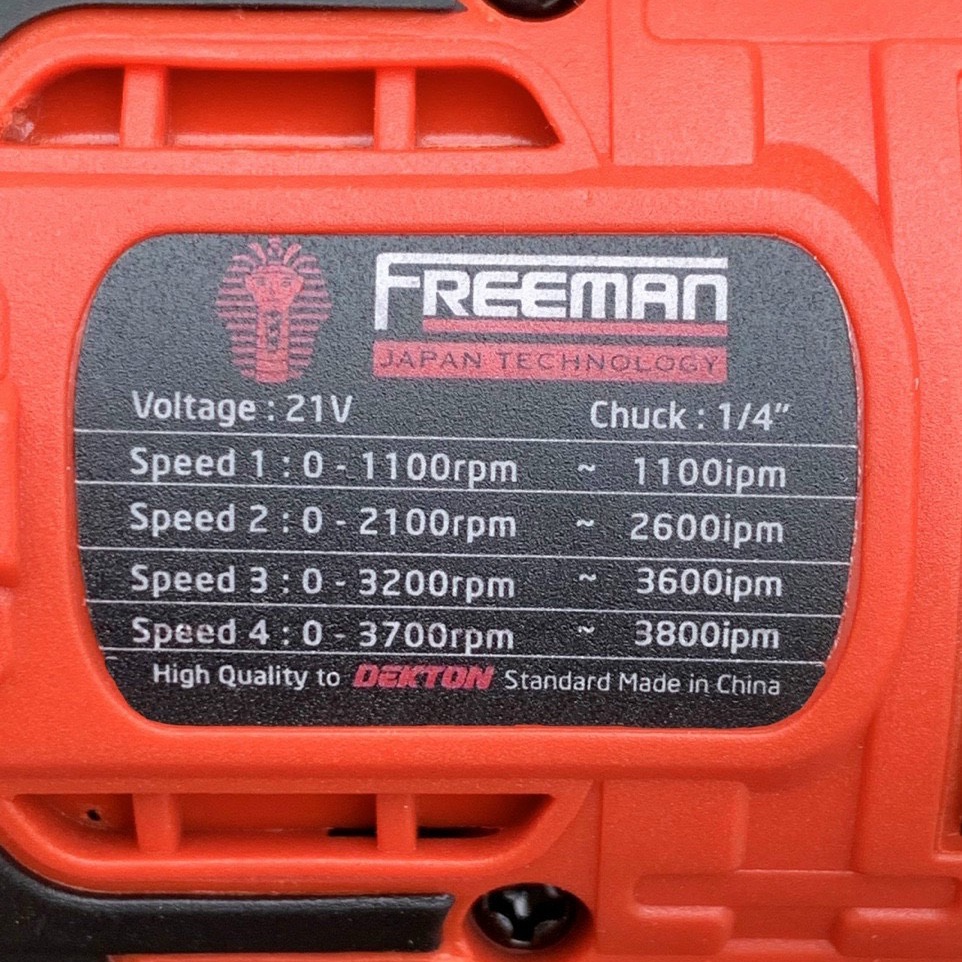 FREEMAN
JAPAN TECHNOLOGY
Voltage : 21V Chuck : 1/4”
Speed 1 : 0 - 1100rpm ~ 1100ipm
Speed 2 : 0 - 2100rpm ~ 2600ipm
Speed 3 : 0 - 3200rpm ~ 3600ipm
Speed 4 : 0 - 3700rpm ~ 3800ipm
High Quality to DEKTON Standard Made in China